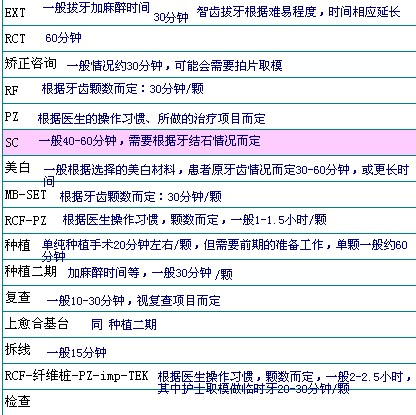 EXT 一般拔牙加麻醉时间30分钟 智齿拔牙根据难易程度，时间相应延长
RCT 60分钟
矫正咨询 一般情况约30分钟，可能会需要拍片取模
RF 根据牙齿颗数而定：30分钟/颗
PZ 根据医生的操作习惯、所做的治疗项目而定
SC 一般40-60分钟，需要根据牙结石情况而定
美白 一般根据选择的美白材料，患者原牙齿情况而定30-60分钟，或更长时
间
MB-SET 根据牙齿颗数而定：30分钟/颗
RCF-PZ 根据医生操作习惯，颗数而定，一般1-1.5小时/颗
种植 单纯种植手术20分钟左右/颗，但需要前期的准备工作，单颗一般约60
分钟
种植二期 加麻醉时间等，一般30分钟 /颗
复查 一般10-30分钟，视复查项目而定
上愈合基台 同 种植二期
拆线 一般15分钟
RCF-纤维桩-PZ-imp-TEK 根据医生操作习惯，颗数而定，一般2-2.5小时，
其中护士取模做临时牙20-30分钟/颗
检查